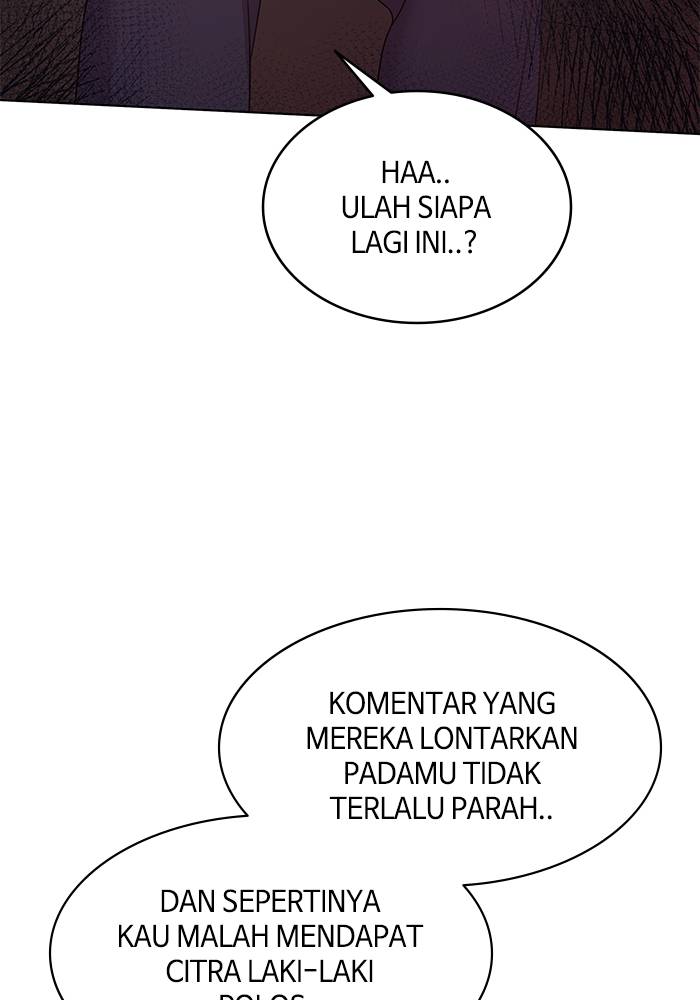 HAA..
ULAH SIAPA
LAGI INI..?
KOMENTAR YANG
MEREKA LONTARKAN
PADAMU TIDAK
TERLALU PARAH..
DAN SEPERTINYA
KAU MALAH MENDAPAT
CITRA LAKI-LAKI
POLOS